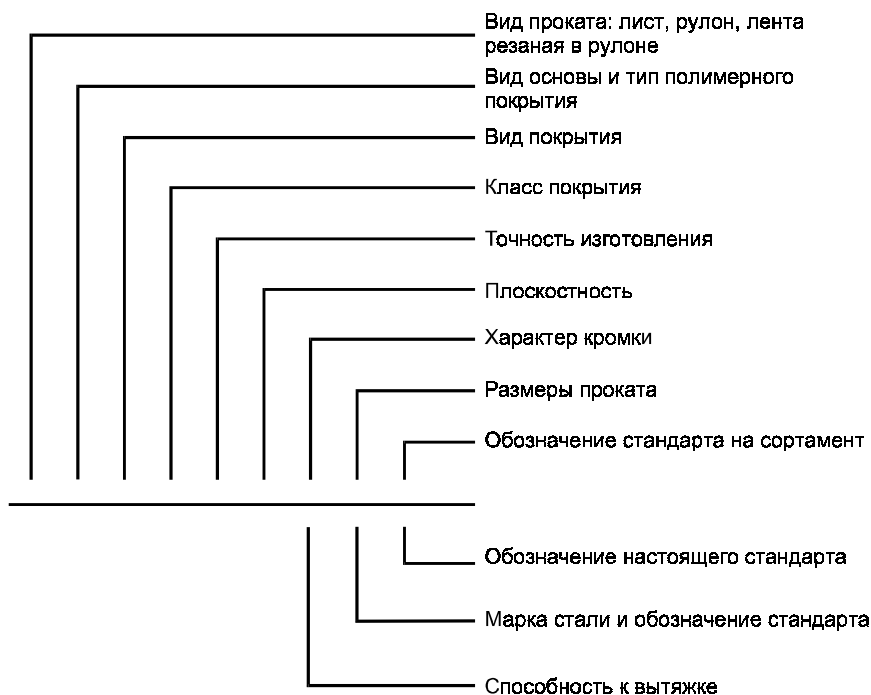 Вид проката: лист, рулон, лента
резаная в рулоне
Вид основы и тип полимерного
покрытия
Вид покрытия
Класс покрытия
Точность изготовления
Плоскостность
Характер кромки
Размеры проката
Обозначение стандарта на сортамент
Обозначение настоящего стандарта
Марка стали и обозначение стандарта
Способность к вытяжке